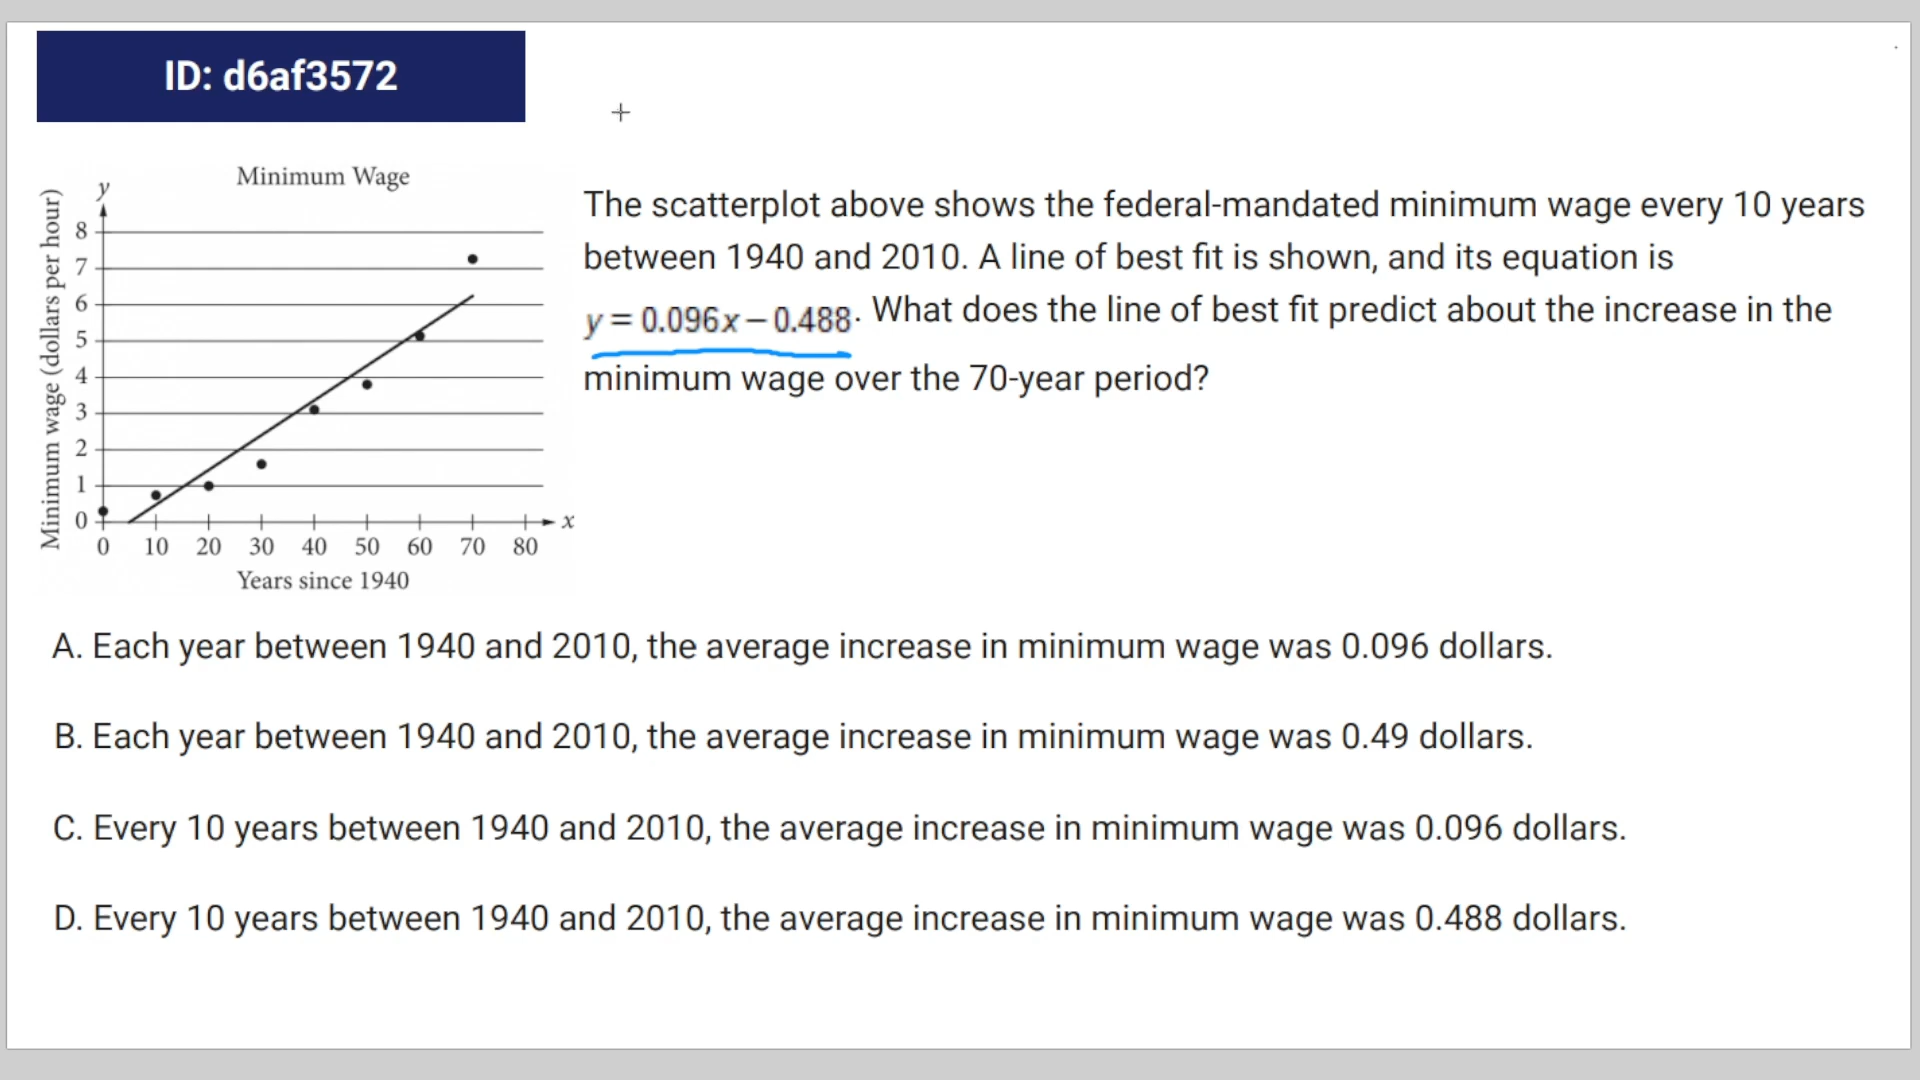 ID: d6af3572
Minimum Wage
y
Minimum wage (dollars per hour)
8
7
6
5
4
3
2
1
0
x
0 10 20 30 40 50 60 70 80
Years since 1940
The scatterplot above shows the federal-mandated minimum wage every 10 years
between 1940 and 2010. A line of best fit is shown, and its equation is
y = 0.096x – 0.488. What does the line of best fit predict about the increase in the
minimum wage over the 70-year period?
A. Each year between 1940 and 2010, the average increase in minimum wage was 0.096 dollars.
B. Each year between 1940 and 2010, the average increase in minimum wage was 0.49 dollars.
C. Every 10 years between 1940 and 2010, the average increase in minimum wage was 0.096 dollars.
D. Every 10 years between 1940 and 2010, the average increase in minimum wage was 0.488 dollars.